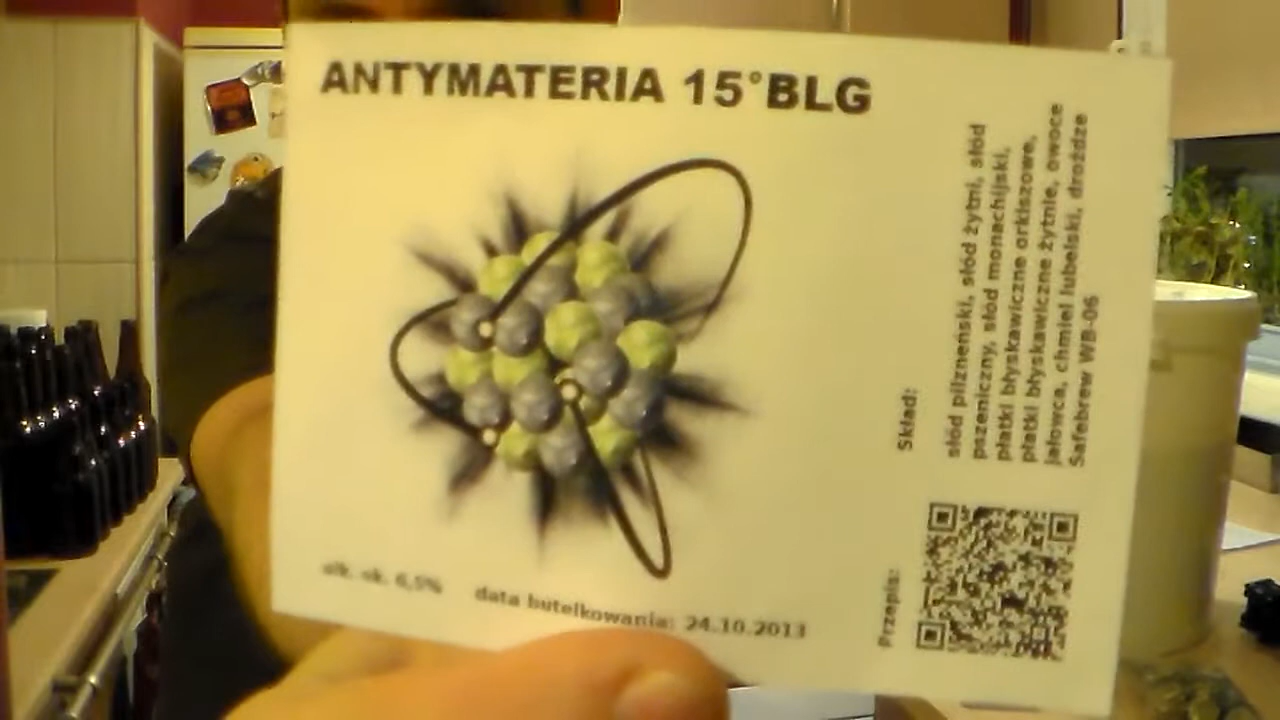 ANTYMATERIA 15°BLG
alk. ok. 6,5%
data butelkowania: 24.10.2013
Skład:
słód pilzneński, słód żytni, słód
pszeniczny, słód monachijski,
płatki błyskawiczne orkiszowe,
płatki błyskawiczne żytnie, owoce
jałowca, chmiel lubelski, drożdże
Safebrew WB-06
Przepis: